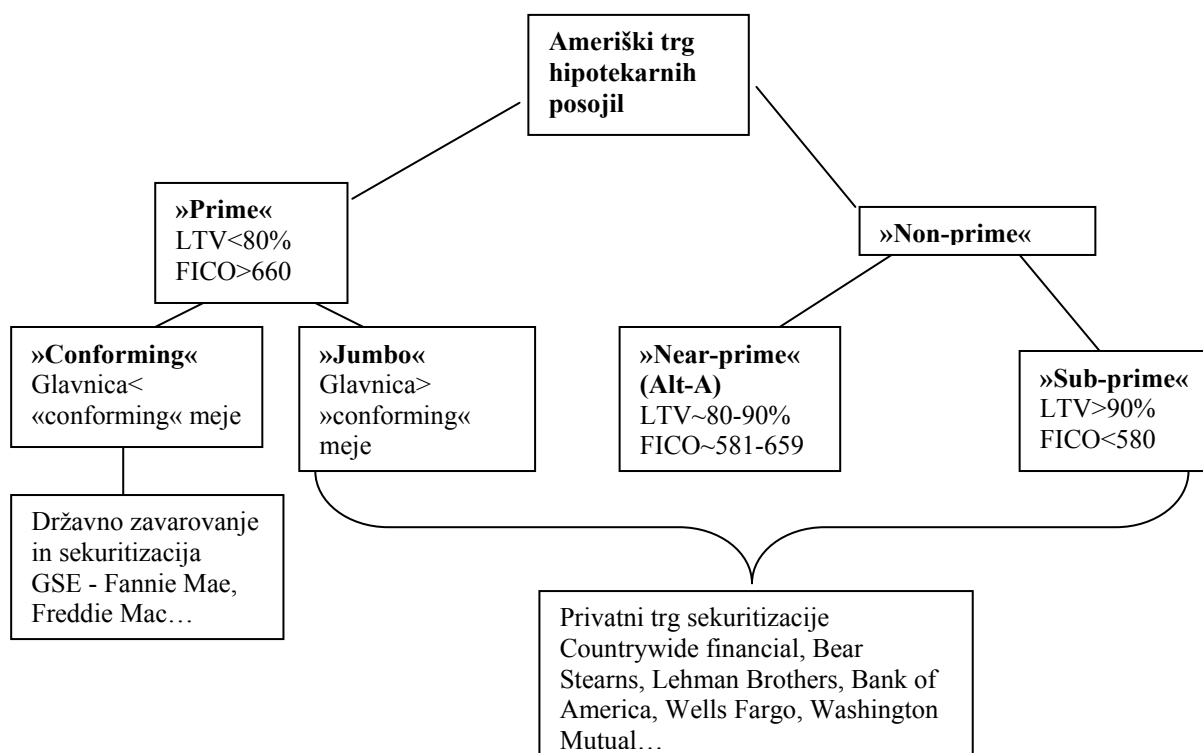 Ameriški trg
hipotekarnih
posojil
»Prime«
LTV<80%
FICO>660
»Non-prime«
»Conforming«
Glavnica<
«conforming« meje
»Jumbo«
Glavnica>
»conforming«
meje
»Near-prime«
(Alt-A)
LTV~80-90%
FICO~581-659
»Sub-prime«
LTV>90%
FICO<580
Državno zavarovanje
in sekuritizacija
GSE - Fannie Mae,
Freddie Mac…
Privatni trg sekuritizacije
Countrywide financial, Bear
Stearns, Lehman Brothers, Bank of
America, Wells Fargo, Washington
Mutual…